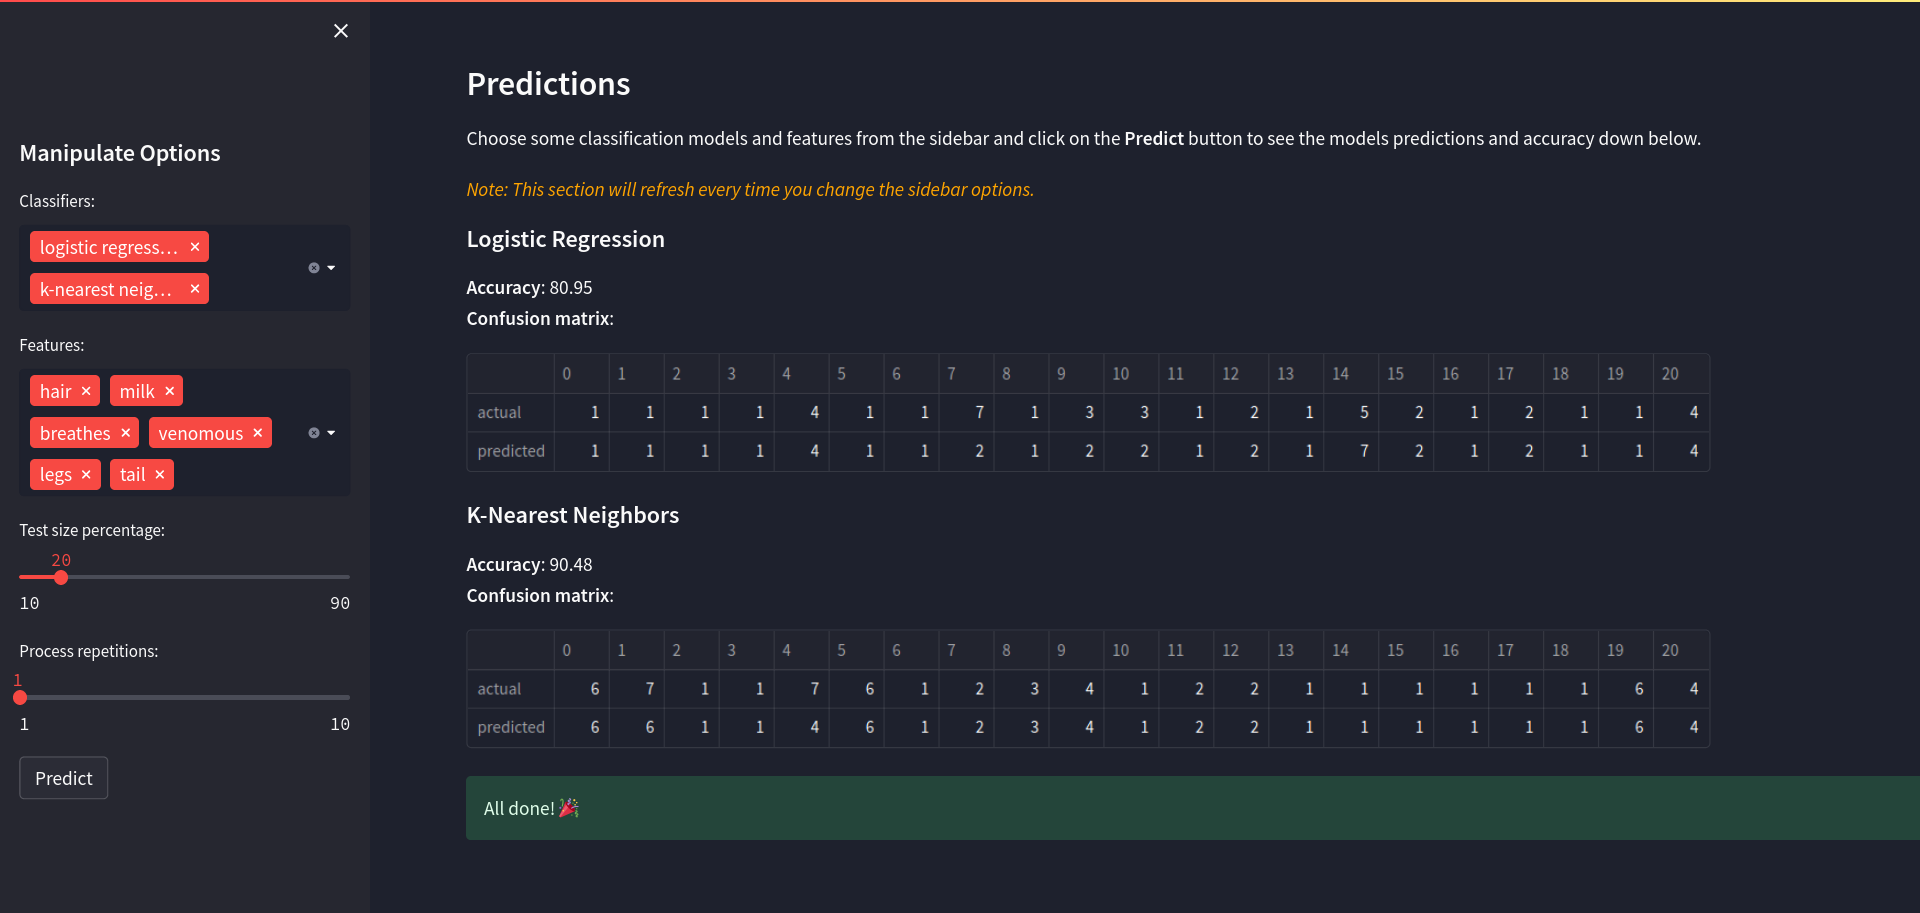 Manipulate Options
Classifiers:
logistic regress...
k-nearest neig...
Features:
hair milk
breathes venomous
legs tail
Test size percentage:
20
10 90
Process repetitions:
1
1 10
Predict
Predictions
Choose some classification models and features from the sidebar and click on the Predict button to see the models predictions and accuracy down below.
Note: This section will refresh every time you change the sidebar options.
Logistic Regression
Accuracy: 80.95
Confusion matrix:
0 1 2 3 4 5 6 7 8 9 10 11 12 13 14 15 16 17 18 19 20
actual 1 1 1 1 4 1 1 7 1 3 3 1 2 1 5 2 1 2 1 1 4
predicted 1 1 1 1 4 1 1 2 1 2 2 1 2 1 7 2 1 2 1 1 4
K-Nearest Neighbors
Accuracy: 90.48
Confusion matrix:
0 1 2 3 4 5 6 7 8 9 10 11 12 13 14 15 16 17 18 19 20
actual 6 7 1 1 7 6 1 2 3 4 1 2 2 1 1 1 1 1 1 6 4
predicted 6 6 1 1 4 6 1 2 3 4 1 2 2 1 1 1 1 1 1 6 4
All done! 🎉